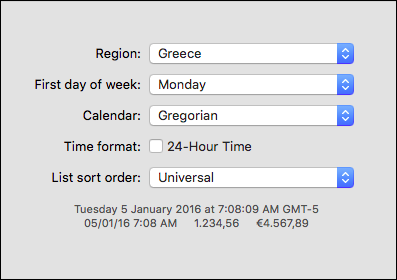 Region: Greece
First day of week: Monday
Calendar: Gregorian
Time format: 24-Hour Time
List sort order: Universal
Tuesday 5 January 2016 at 7:08:09 AM GMT-5
05/01/16 7:08 AM 1.234,56 €4.567,89